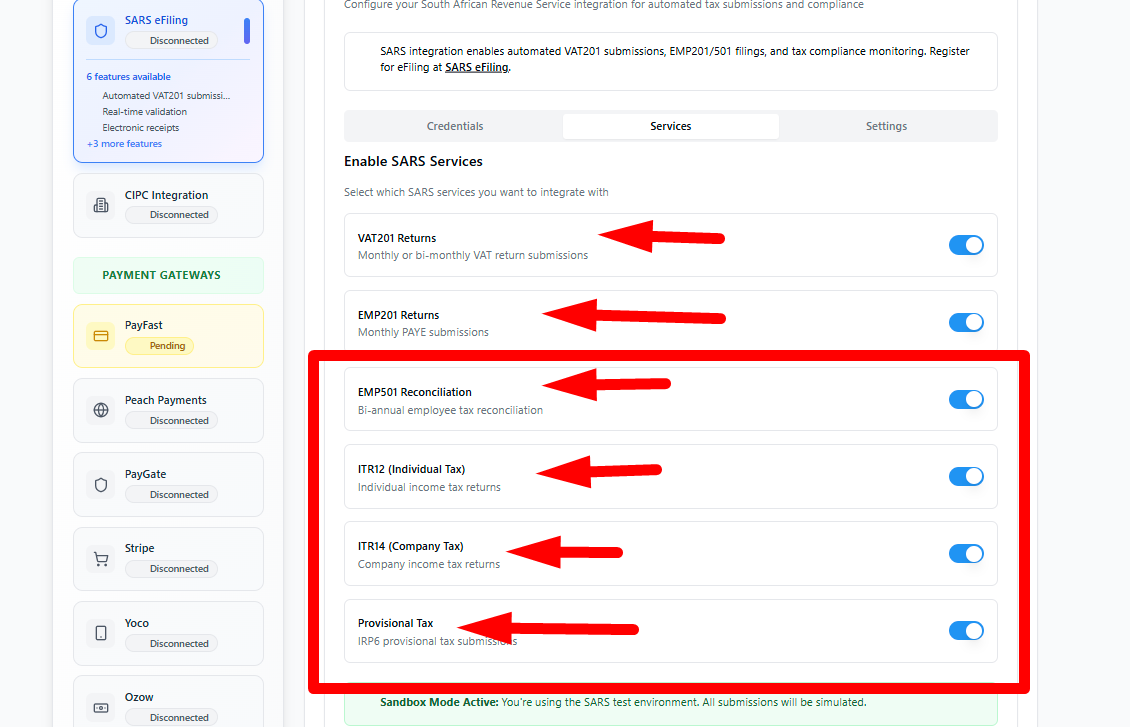 SARS eFiling
Disconnected
6 features available
Automated VAT201 submissi...
Real-time validation
Electronic receipts
+3 more features
CIPC Integration
Disconnected
PAYMENT GATEWAYS
PayFast
Pending
Peach Payments
Disconnected
PayGate
Disconnected
Stripe
Disconnected
Yoco
Disconnected
Ozow
Disconnected
Configure your South African Revenue Service integration for automated tax submissions and compliance
SARS integration enables automated VAT201 submissions, EMP201/501 filings, and tax compliance monitoring. Register
for eFiling at SARS eFiling.
Credentials
Services
Settings
Enable SARS Services
Select which SARS services you want to integrate with
VAT201 Returns
Monthly or bi-monthly VAT return submissions
EMP201 Returns
Monthly PAYE submissions
EMP501 Reconciliation
Bi-annual employee tax reconciliation
ITR12 (Individual Tax)
Individual income tax returns
ITR14 (Company Tax)
Company income tax returns
Provisional Tax
IRP6 provisional tax submissions
Sandbox Mode Active: You're using the SARS test environment. All submissions will be simulated.